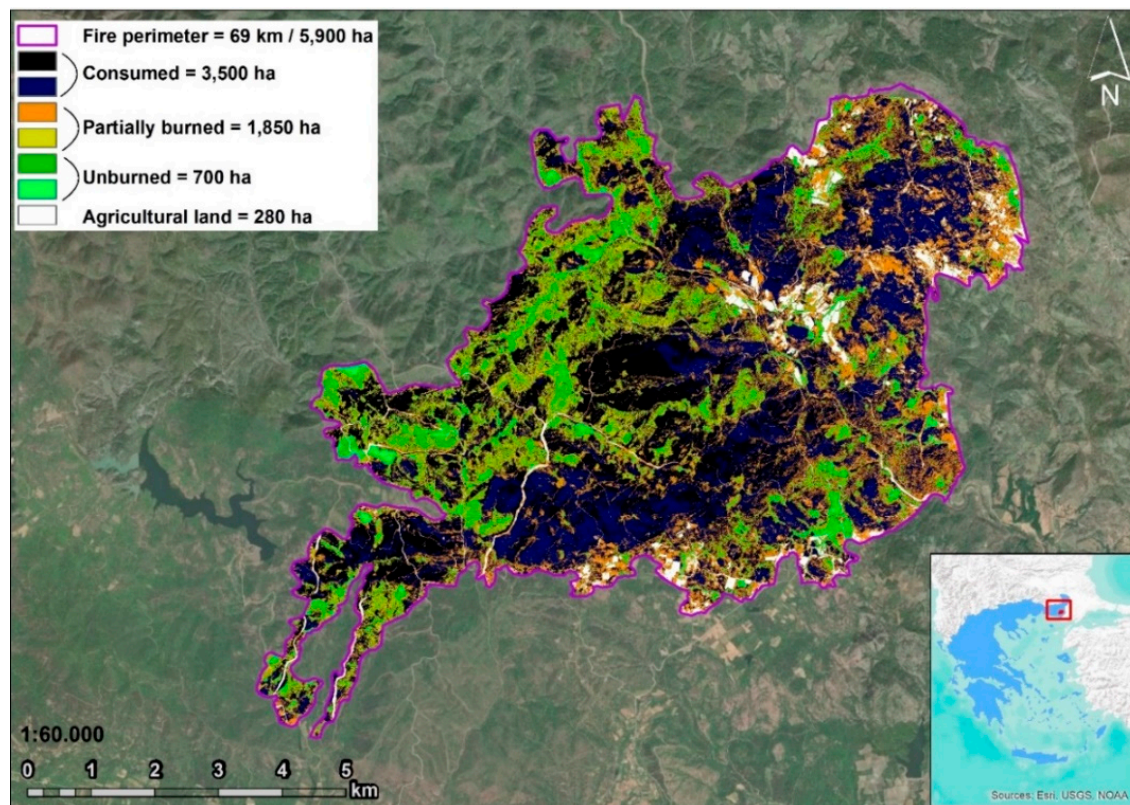 Fire perimeter = 69 km / 5,900 ha
Consumed = 3,500 ha
Partially burned = 1,850 ha
Unburned = 700 ha
Agricultural land = 280 ha
N
1:60.000
0 1 2 3 4 5
km
Sources: Esri, USGS, NOAA